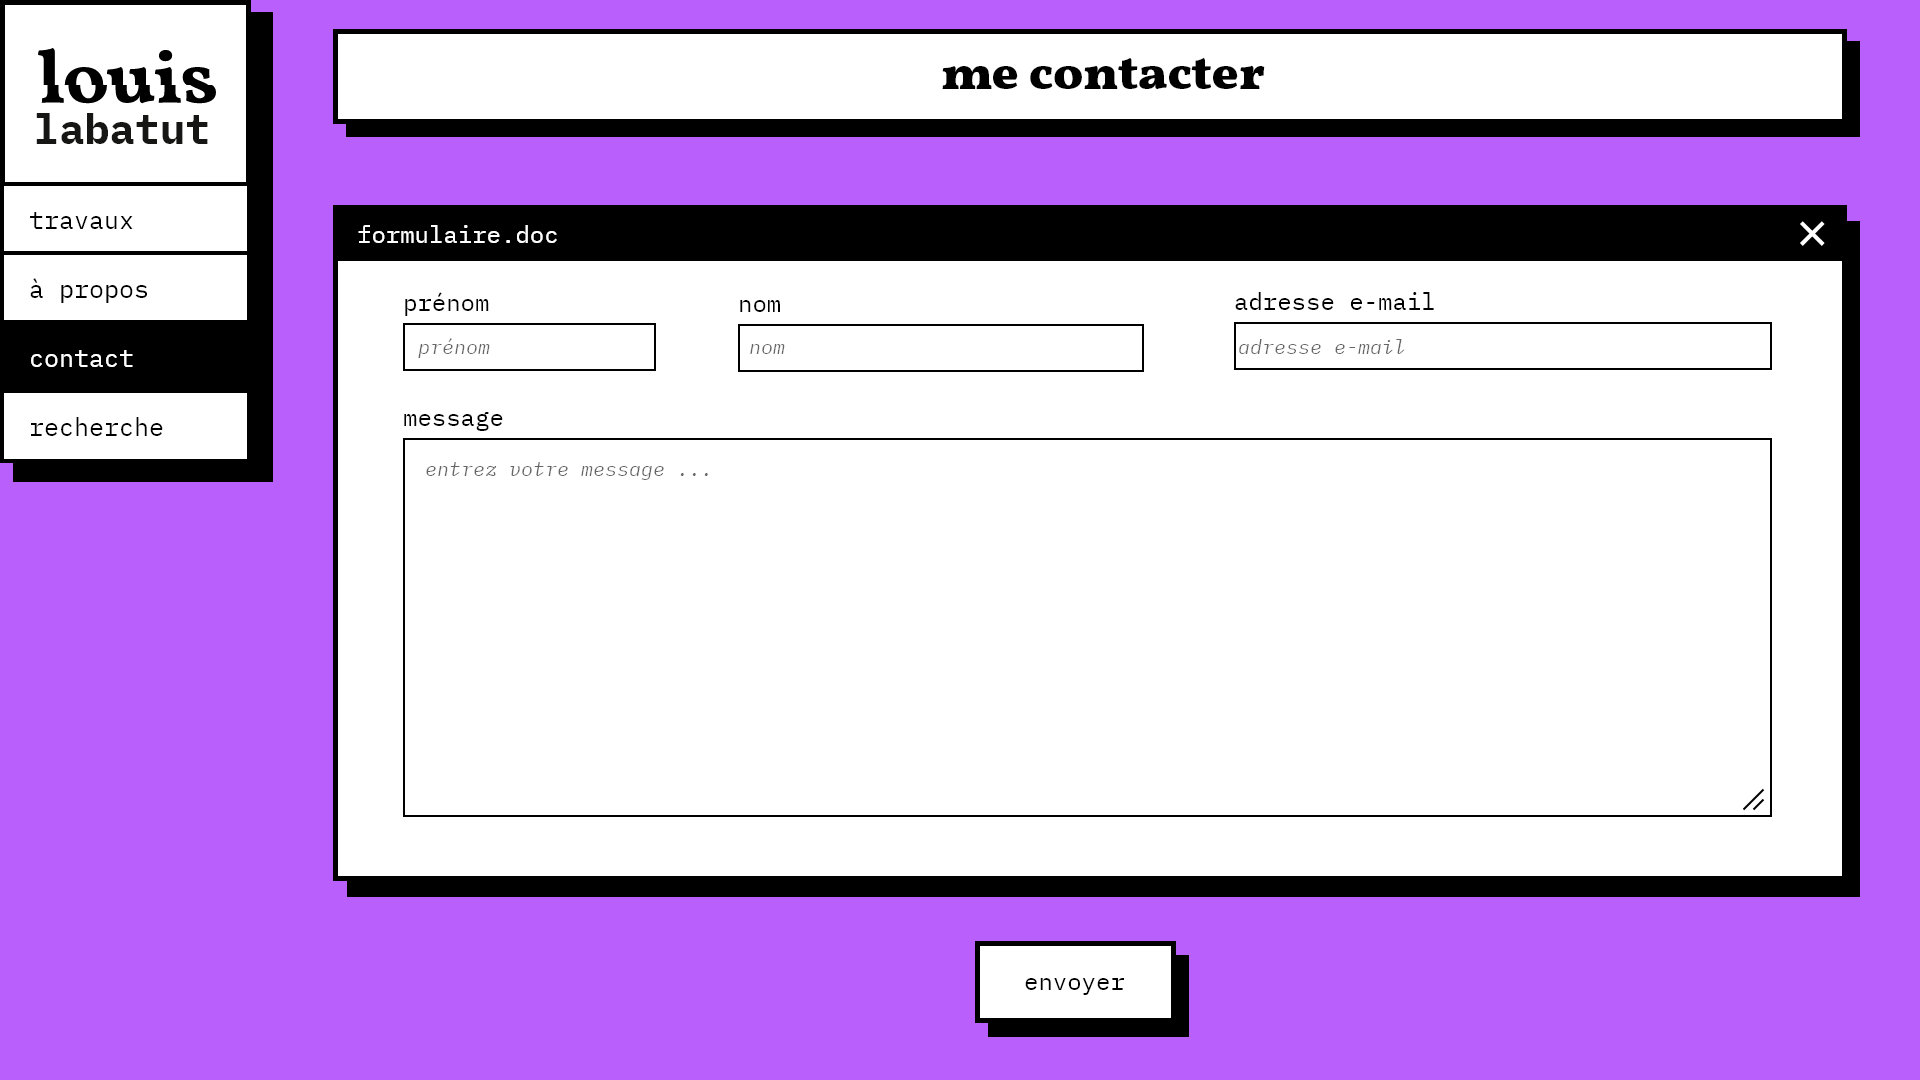 louis
labatut
travaux
à propos
contact
recherche
me contacter
formulaire.doc
prénom
prénom
nom
nom
adresse e-mail
adresse e-mail
message
entrez votre message ...
envoyer